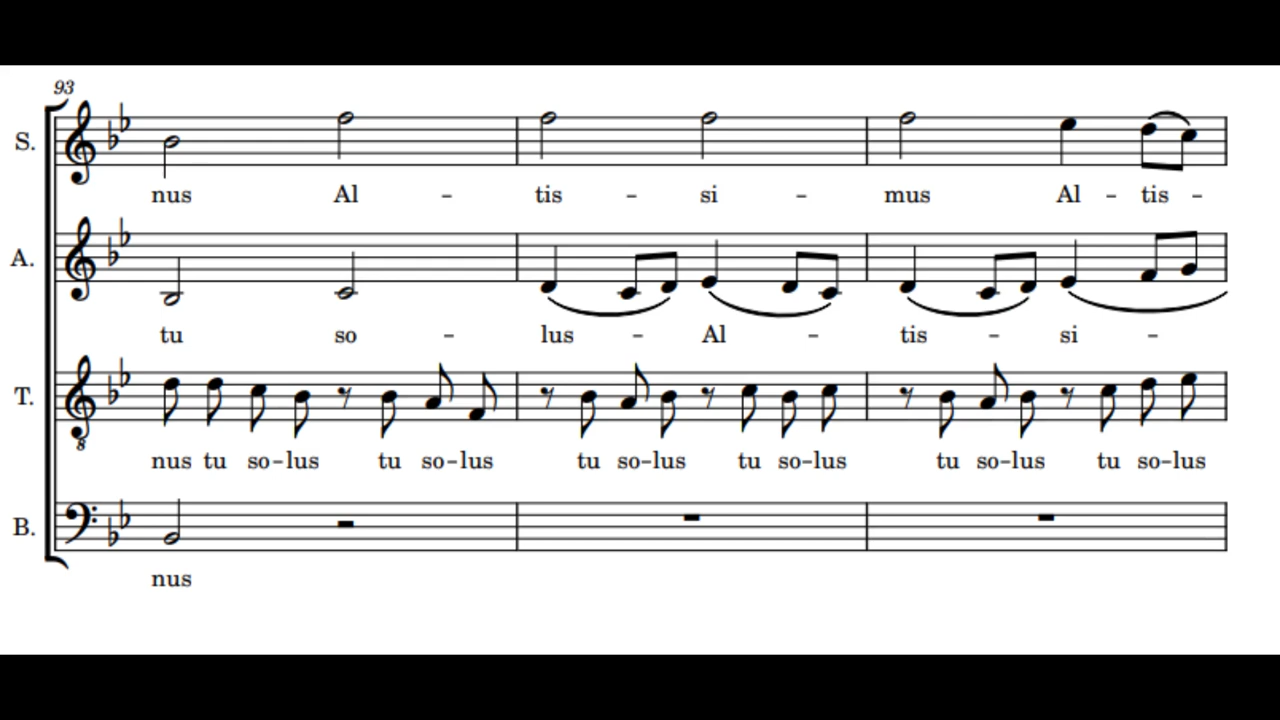 93
S.
nus Al - tis - si - mus Al - tis -
A.
tu so - lus - Al - tis - si -
T.
8
nus tu so-lus tu so-lus tu so-lus tu so-lus tu so-lus tu so-lus
B.
nus